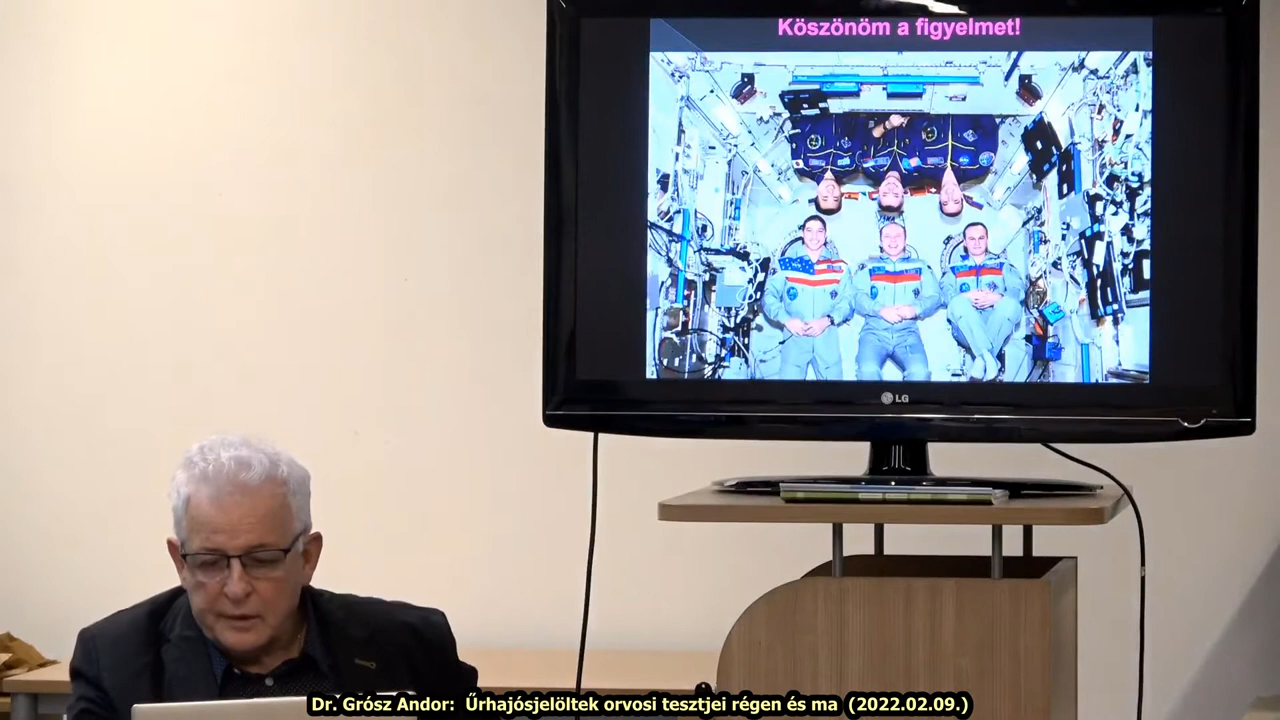 Köszönöm a figyelmet!
LG
Dr. Grósz Andor:  Űrhajósjelöltek orvosi tesztjei régen és ma  (2022.02.09.)